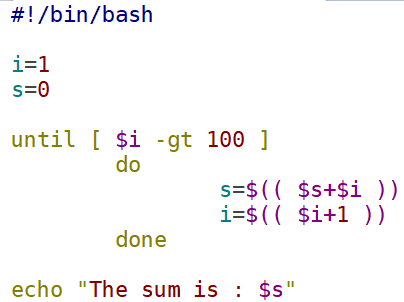 #!/bin/bash
i=1
s=0
until [ $i -gt 100 ]
do
s=$(( $s+$i ))
i=$(( $i+1 ))
done
echo "The sum is : $s"